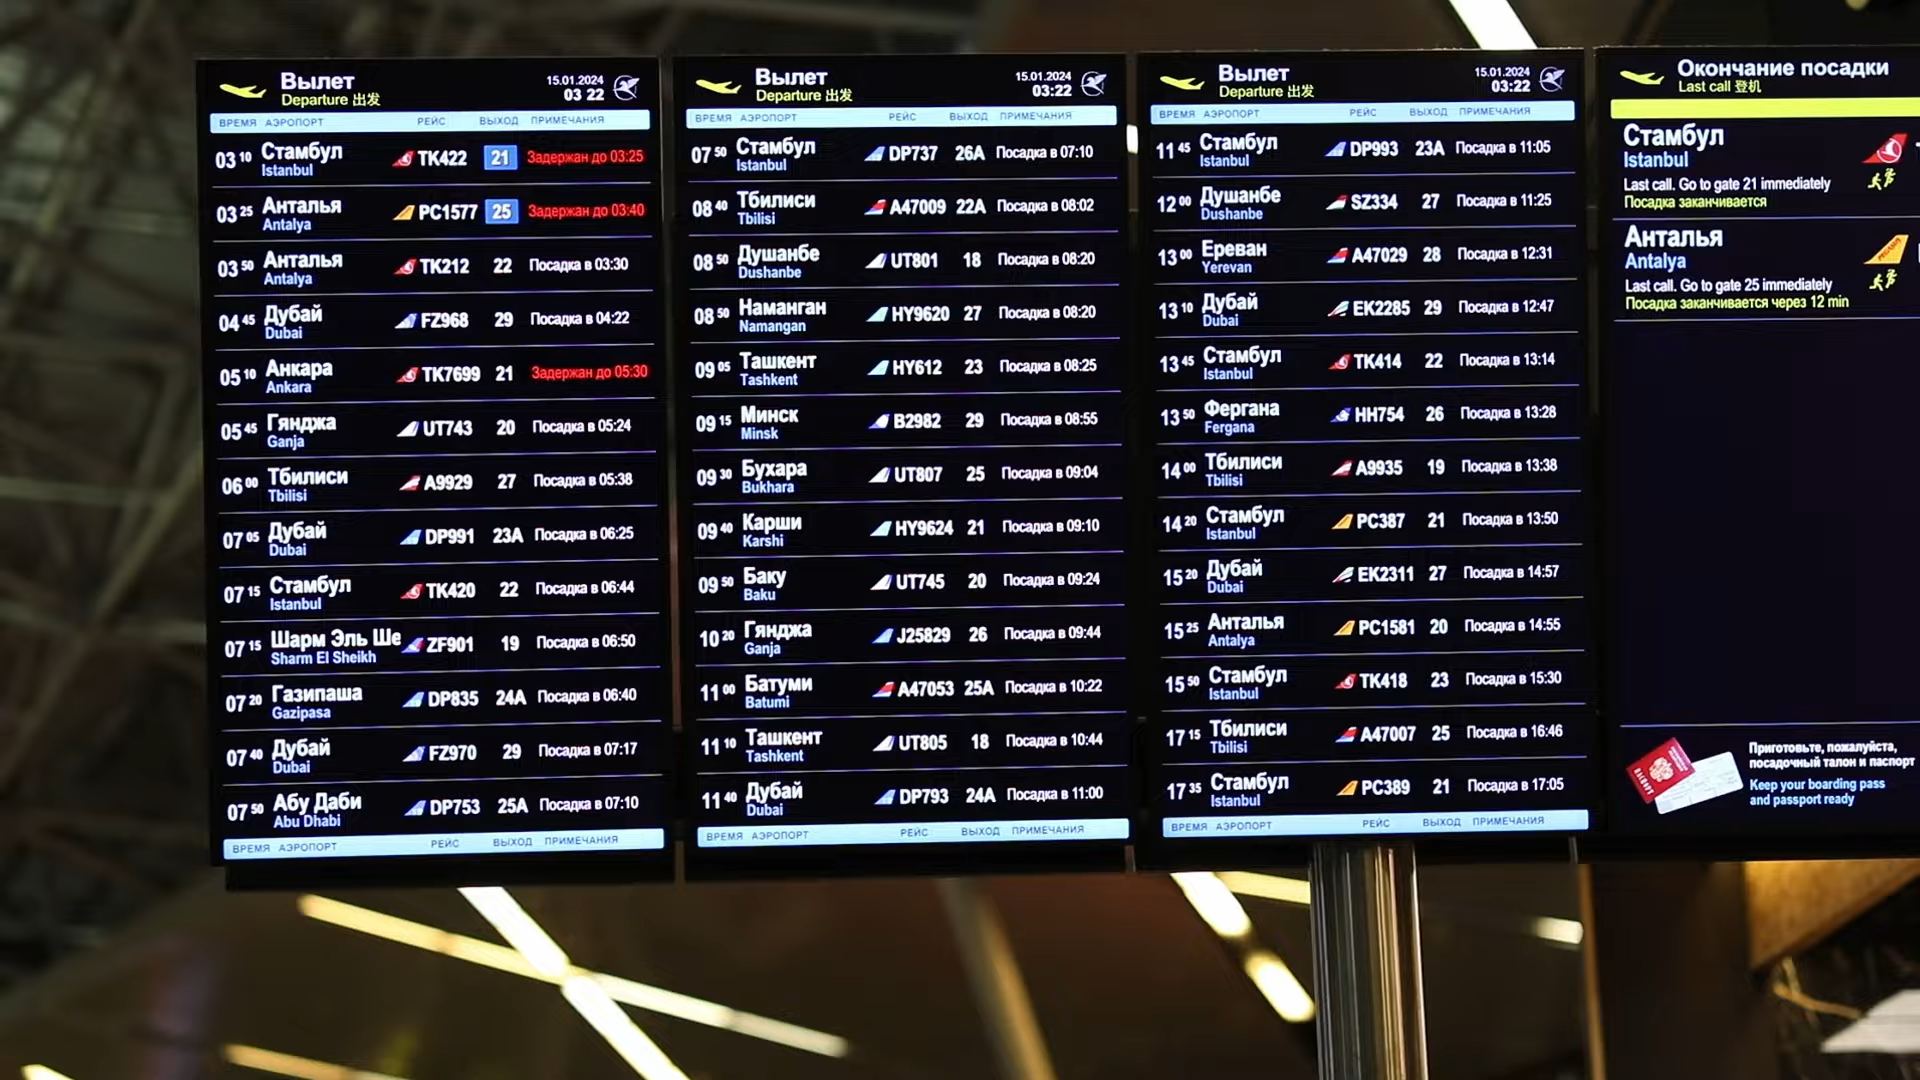 Вылет
Departure 出发
15.01.2024
03 22
ВРЕМЯ АЭРОПОРТ РЕЙС ВЫХОД ПРИМЕЧАНИЯ
03 10 Стамбул TK422 21 Задержан до 03:25
Istanbul
03 25 Анталья PC1577 25 Задержан до 03:40
Antalya
03 50 Анталья TK212 22 Посадка в 03:30
Antalya
04 45 Дубай FZ968 29 Посадка в 04:22
Dubai
05 10 Анкара TK7699 21 Задержан до 05:30
Ankara
05 45 Гянджа UT743 20 Посадка в 05:24
Ganja
06 00 Тбилиси A9929 27 Посадка в 05:38
Tbilisi
07 05 Дубай DP991 23A Посадка в 06:25
Dubai
07 15 Стамбул TK420 22 Посадка в 06:44
Istanbul
07 15 Шарм Эль Ше ZF901 19 Посадка в 06:50
Sharm El Sheikh
07 20 Газипаша DP835 24A Посадка в 06:40
Gazipasa
07 40 Дубай FZ970 29 Посадка в 07:17
Dubai
07 50 Абу Даби DP753 25A Посадка в 07:10
Abu Dhabi
ВРЕМЯ АЭРОПОРТ РЕЙС ВЫХОД ПРИМЕЧАНИЯ
Вылет
Departure 出发
15.01.2024
03:22
ВРЕМЯ АЭРОПОРТ РЕЙС ВЫХОД ПРИМЕЧАНИЯ
07 50 Стамбул DP737 26A Посадка в 07:10
Istanbul
08 40 Тбилиси A47009 22A Посадка в 08:02
Tbilisi
08 50 Душанбе UT801 18 Посадка в 08:20
Dushanbe
08 50 Наманган HY9620 27 Посадка в 08:20
Namangan
09 05 Ташкент HY612 23 Посадка в 08:25
Tashkent
09 15 Минск B2982 29 Посадка в 08:55
Minsk
09 30 Бухара UT807 25 Посадка в 09:04
Bukhara
09 40 Карши HY9624 21 Посадка в 09:10
Karshi
09 50 Баку UT745 20 Посадка в 09:24
Baku
10 20 Гянджа J25829 26 Посадка в 09:44
Ganja
11 00 Батуми A47053 25A Посадка в 10:22
Batumi
11 10 Ташкент UT805 18 Посадка в 10:44
Tashkent
11 40 Дубай DP793 24A Посадка в 11:00
Dubai
ВРЕМЯ АЭРОПОРТ РЕЙС ВЫХОД ПРИМЕЧАНИЯ
Вылет
Departure 出发
15.01.2024
03:22
ВРЕМЯ АЭРОПОРТ РЕЙС ВЫХОД ПРИМЕЧАНИЯ
11 45 Стамбул DP993 23A Посадка в 11:05
Istanbul
12 00 Душанбе SZ334 27 Посадка в 11:25
Dushanbe
13 00 Ереван A47029 28 Посадка в 12:31
Yerevan
13 10 Дубай EK2285 29 Посадка в 12:47
Dubai
13 45 Стамбул TK414 22 Посадка в 13:14
Istanbul
13 50 Фергана HH754 26 Посадка в 13:28
Fergana
14 00 Тбилиси A9935 19 Посадка в 13:38
Tbilisi
14 20 Стамбул PC387 21 Посадка в 13:50
Istanbul
15 20 Дубай EK2311 27 Посадка в 14:57
Dubai
15 25 Анталья PC1581 20 Посадка в 14:55
Antalya
15 50 Стамбул TK418 23 Посадка в 15:30
Istanbul
17 15 Тбилиси A47007 25 Посадка в 16:46
Tbilisi
17 35 Стамбул PC389 21 Посадка в 17:05
Istanbul
ВРЕМЯ АЭРОПОРТ РЕЙС ВЫХОД ПРИМЕЧАНИЯ
Окончание посадки
Last call 登机
Стамбул
Istanbul
Last call. Go to gate 21 immediately
Посадка заканчивается
Анталья
Antalya
Last call. Go to gate 25 immediately
Посадка заканчивается через 12 min
Приготовьте, пожалуйста,
посадочный талон и паспорт
Keep your boarding pass
and passport ready